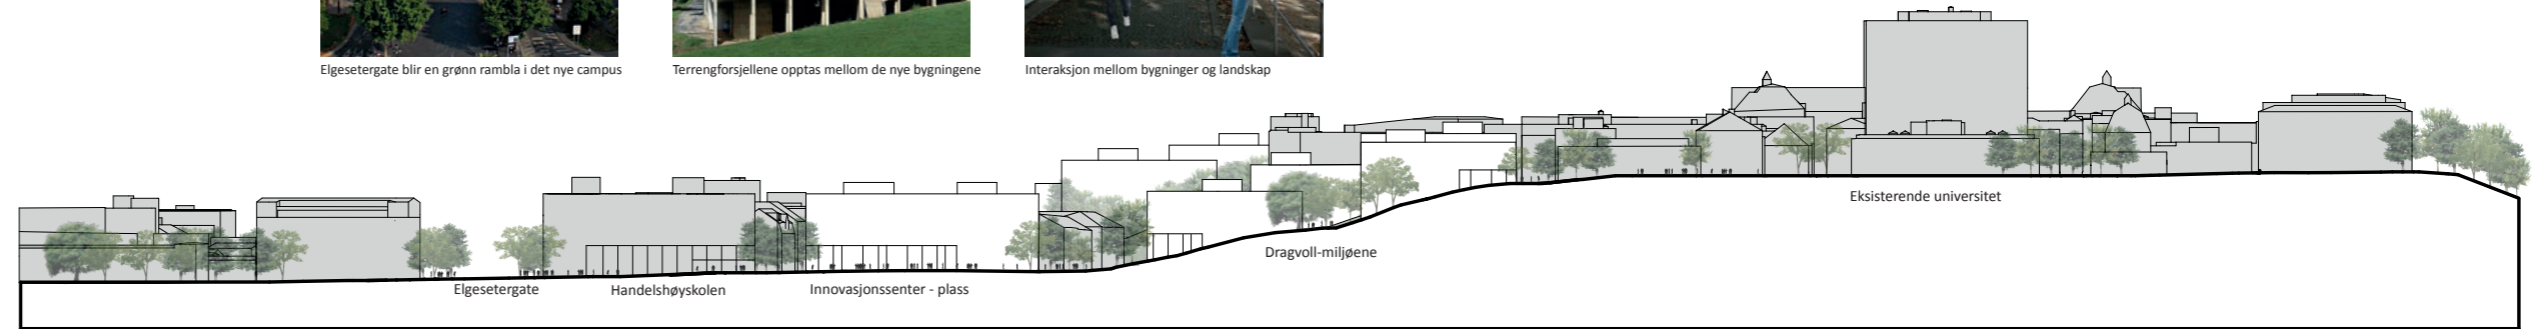 Elgesetergate blir en grønn rambla i det nye campus
Terrengforsjellene opptas mellom de nye bygningene
Interaksjon mellom bygninger og landskap
Eksisterende universitet
Dragvoll-miljøene
Elgesetergate
Handelshøyskolen
Innovasjonssenter - plass